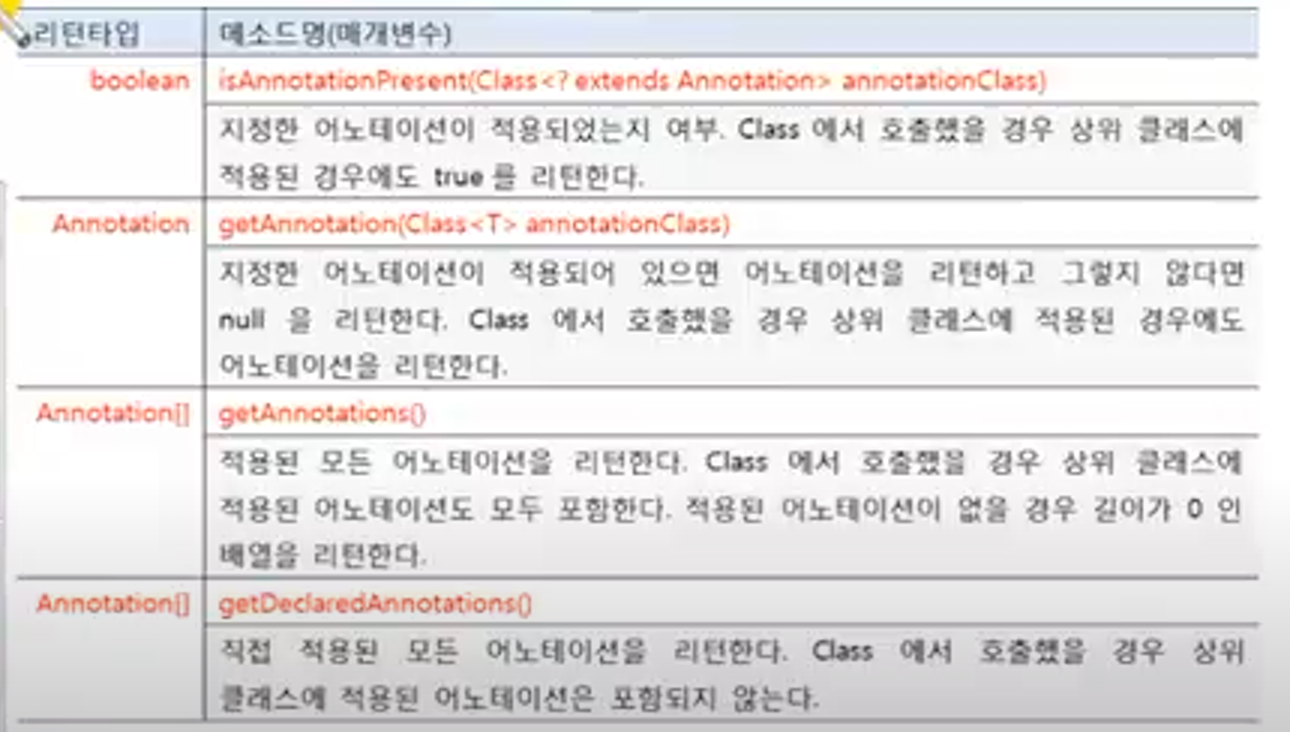 리턴타입 메소드명(매개변수)
boolean isAnnotationPresent(Class<? extends Annotation> annotationClass)
지정한 어노테이션이 적용되었는지 여부. Class 에서 호출했을 경우 상위 클래스에
적용된 경우에도 true 를 리턴한다.
Annotation getAnnotation(Class<T> annotationClass)
지정한 어노테이션이 적용되어 있으면 어노테이션을 리턴하고 그렇지 않다면
null 을 리턴한다. Class 에서 호출했을 경우 상위 클래스에 적용된 경우에도
어노테이션을 리턴한다.
Annotation[] getAnnotations()
적용된 모든 어노테이션을 리턴한다. Class 에서 호출했을 경우 상위 클래스에
적용된 어노테이션도 모두 포함한다. 적용된 어노테이션이 없을 경우 길이가 0 인
배열을 리턴한다.
Annotation[] getDeclaredAnnotations()
직접 적용된 모든 어노테이션을 리턴한다. Class 에서 호출했을 경우 상위
클래스에 적용된 어노테이션은 포함되지 않는다.